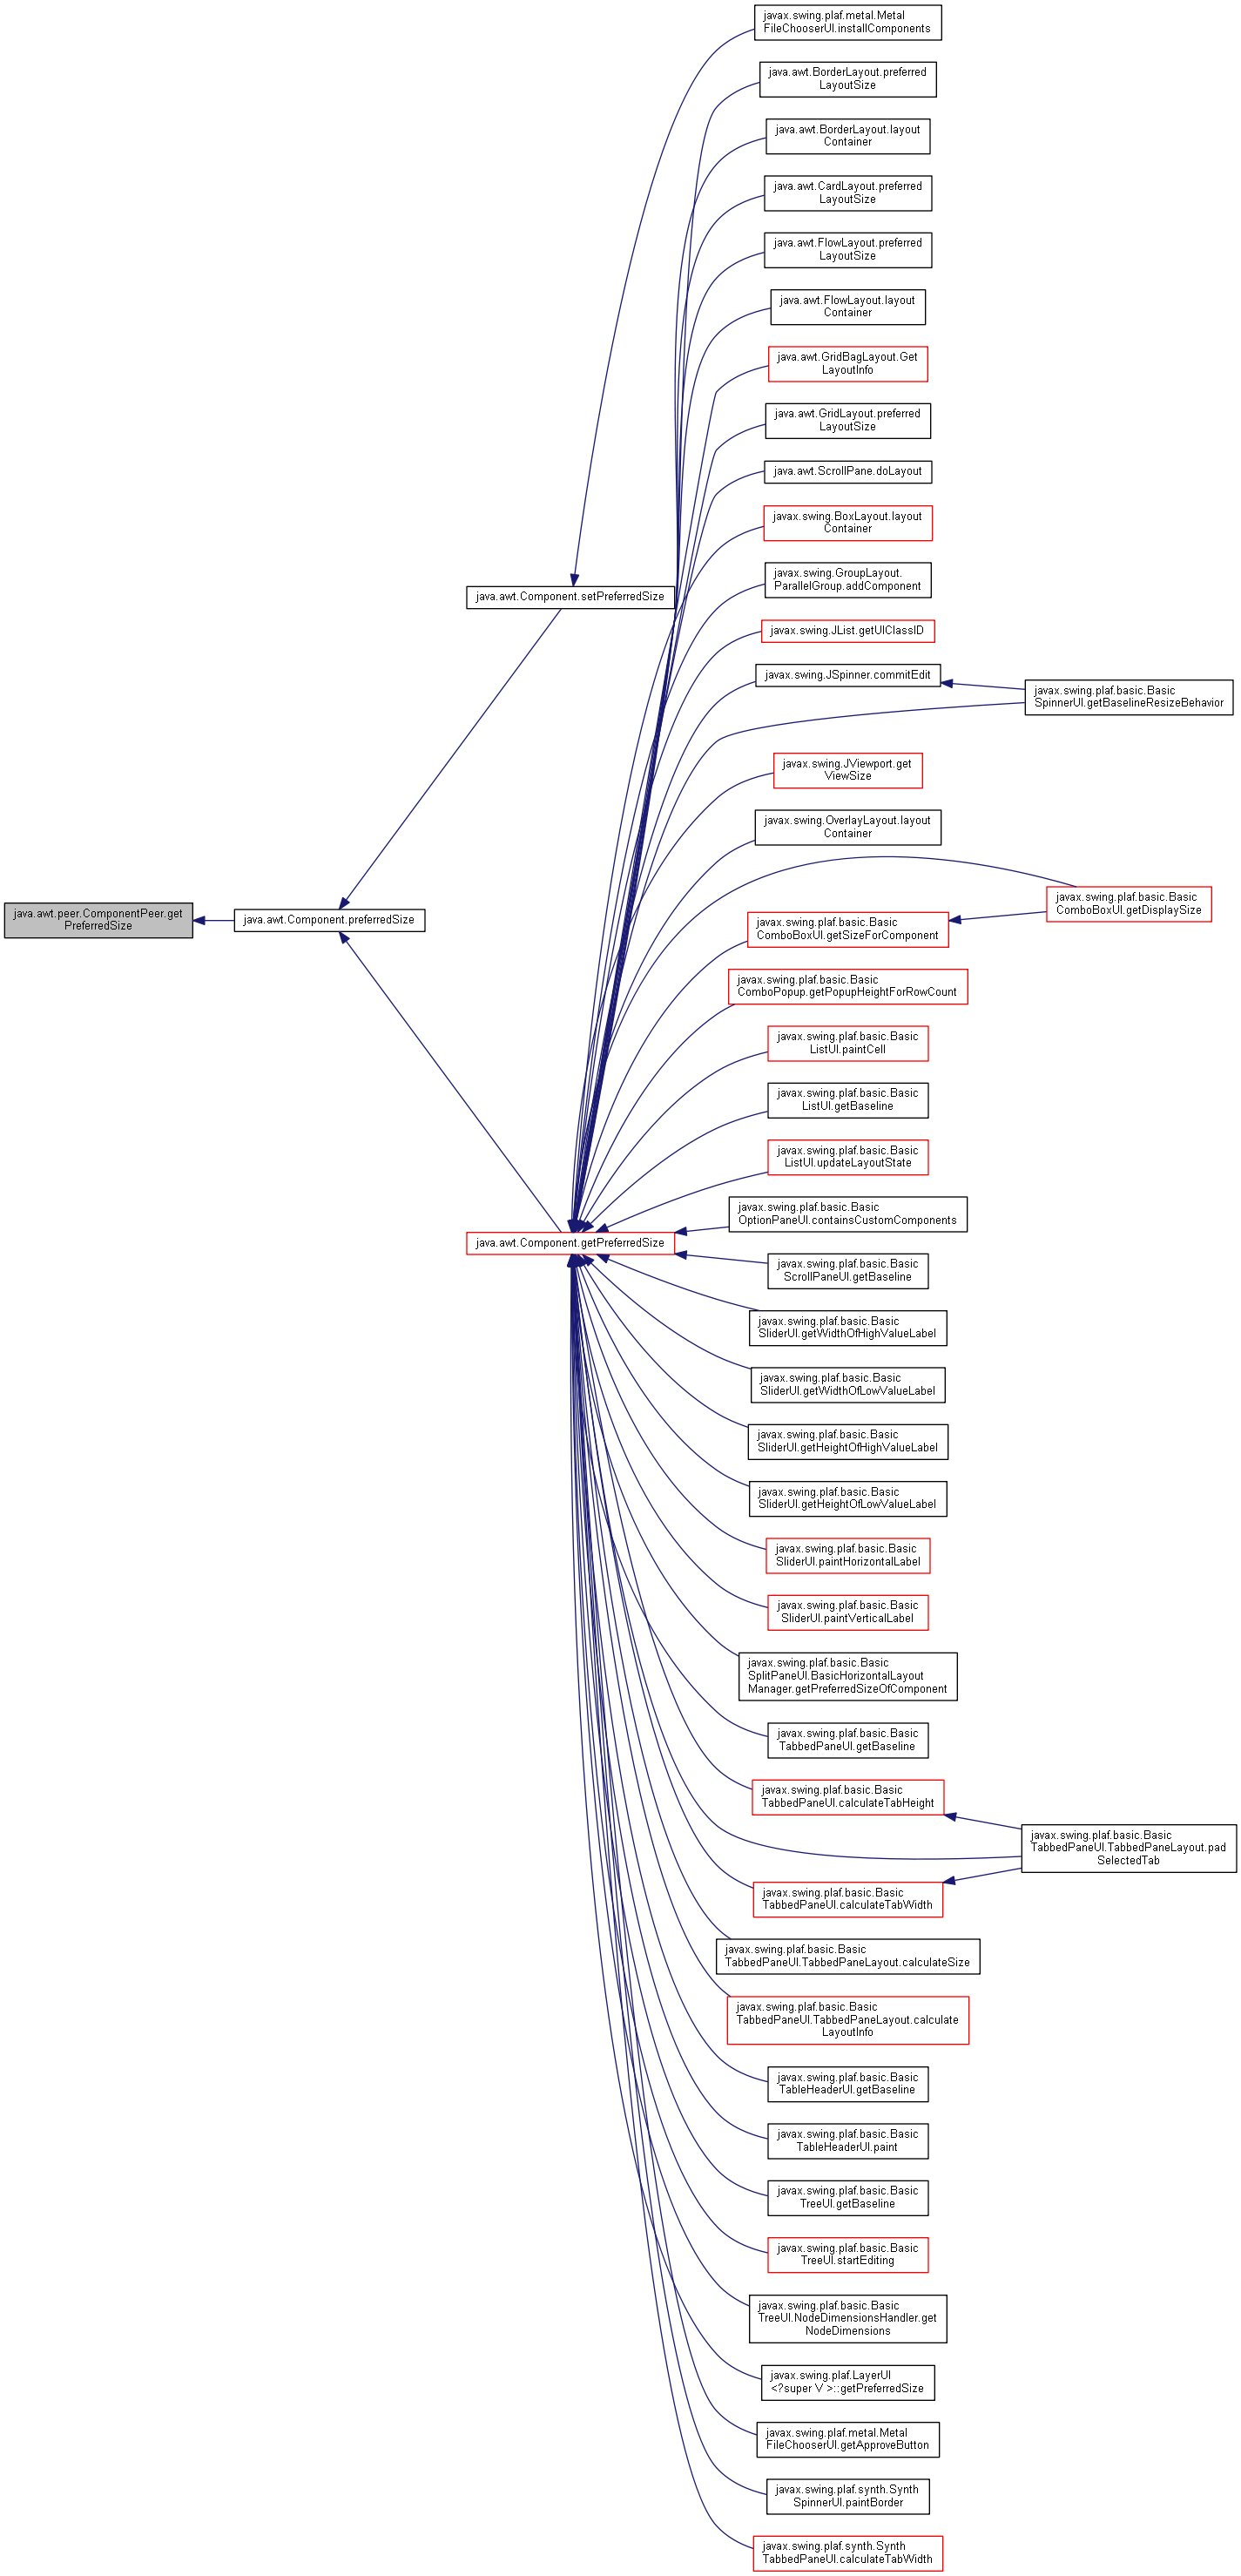 javax.swing.plaf.metal.Metal
FileChooserUI.installComponents
java.awt.BorderLayout.preferred
LayoutSize
java.awt.BorderLayout.layout
Container
java.awt.CardLayout.preferred
LayoutSize
java.awt.FlowLayout.preferred
LayoutSize
java.awt.FlowLayout.layout
Container
java.awt.GridBagLayout.Get
LayoutInfo
java.awt.GridLayout.preferred
LayoutSize
java.awt.ScrollPane.doLayout
javax.swing.BoxLayout.layout
Container
javax.swing.GroupLayout.
ParallelGroup.addComponent
java.awt.Component.setPreferredSize
javax.swing.JList.getUIClassID
javax.swing.JSpinner.commitEdit
javax.swing.plaf.basic.Basic
SpinnerUI.getBaselineResizeBehavior
javax.swing.JViewport.get
ViewSize
javax.swing.OverlayLayout.layout
Container
javax.swing.plaf.basic.Basic
ComboBoxUI.getDisplaySize
java.awt.peer.ComponentPeer.get
PreferredSize
java.awt.Component.preferredSize
javax.swing.plaf.basic.Basic
ComboBoxUI.getSizeForComponent
javax.swing.plaf.basic.Basic
ComboPopup.getPopupHeightForRowCount
javax.swing.plaf.basic.Basic
ListUI.paintCell
javax.swing.plaf.basic.Basic
ListUI.getBaseline
javax.swing.plaf.basic.Basic
ListUI.updateLayoutState
javax.swing.plaf.basic.Basic
OptionPaneUI.containsCustomComponents
java.awt.Component.getPreferredSize
javax.swing.plaf.basic.Basic
ScrollPaneUI.getBaseline
javax.swing.plaf.basic.Basic
SliderUI.getWidthOfHighValueLabel
javax.swing.plaf.basic.Basic
SliderUI.getWidthOfLowValueLabel
javax.swing.plaf.basic.Basic
SliderUI.getHeightOfHighValueLabel
javax.swing.plaf.basic.Basic
SliderUI.getHeightOfLowValueLabel
javax.swing.plaf.basic.Basic
SliderUI.paintHorizontalLabel
javax.swing.plaf.basic.Basic
SliderUI.paintVerticalLabel
javax.swing.plaf.basic.Basic
SplitPaneUI.BasicHorizontalLayout
Manager.getPreferredSizeOfComponent
javax.swing.plaf.basic.Basic
TabbedPaneUI.getBaseline
javax.swing.plaf.basic.Basic
TabbedPaneUI.calculateTabHeight
javax.swing.plaf.basic.Basic
TabbedPaneUI.TabbedPaneLayout.pad
SelectedTab
javax.swing.plaf.basic.Basic
TabbedPaneUI.calculateTabWidth
javax.swing.plaf.basic.Basic
TabbedPaneUI.TabbedPaneLayout.calculateSize
javax.swing.plaf.basic.Basic
TabbedPaneUI.TabbedPaneLayout.calculate
LayoutInfo
javax.swing.plaf.basic.Basic
TableHeaderUI.getBaseline
javax.swing.plaf.basic.Basic
TableHeaderUI.paint
javax.swing.plaf.basic.Basic
TreeUI.getBaseline
javax.swing.plaf.basic.Basic
TreeUI.startEditing
javax.swing.plaf.basic.Basic
TreeUI.NodeDimensionsHandler.get
NodeDimensions
javax.swing.plaf.LayerUI
<?super V >::getPreferredSize
javax.swing.plaf.metal.Metal
FileChooserUI.getApproveButton
javax.swing.plaf.synth.Synth
SpinnerUI.paintBorder
javax.swing.plaf.synth.Synth
TabbedPaneUI.calculateTabWidth